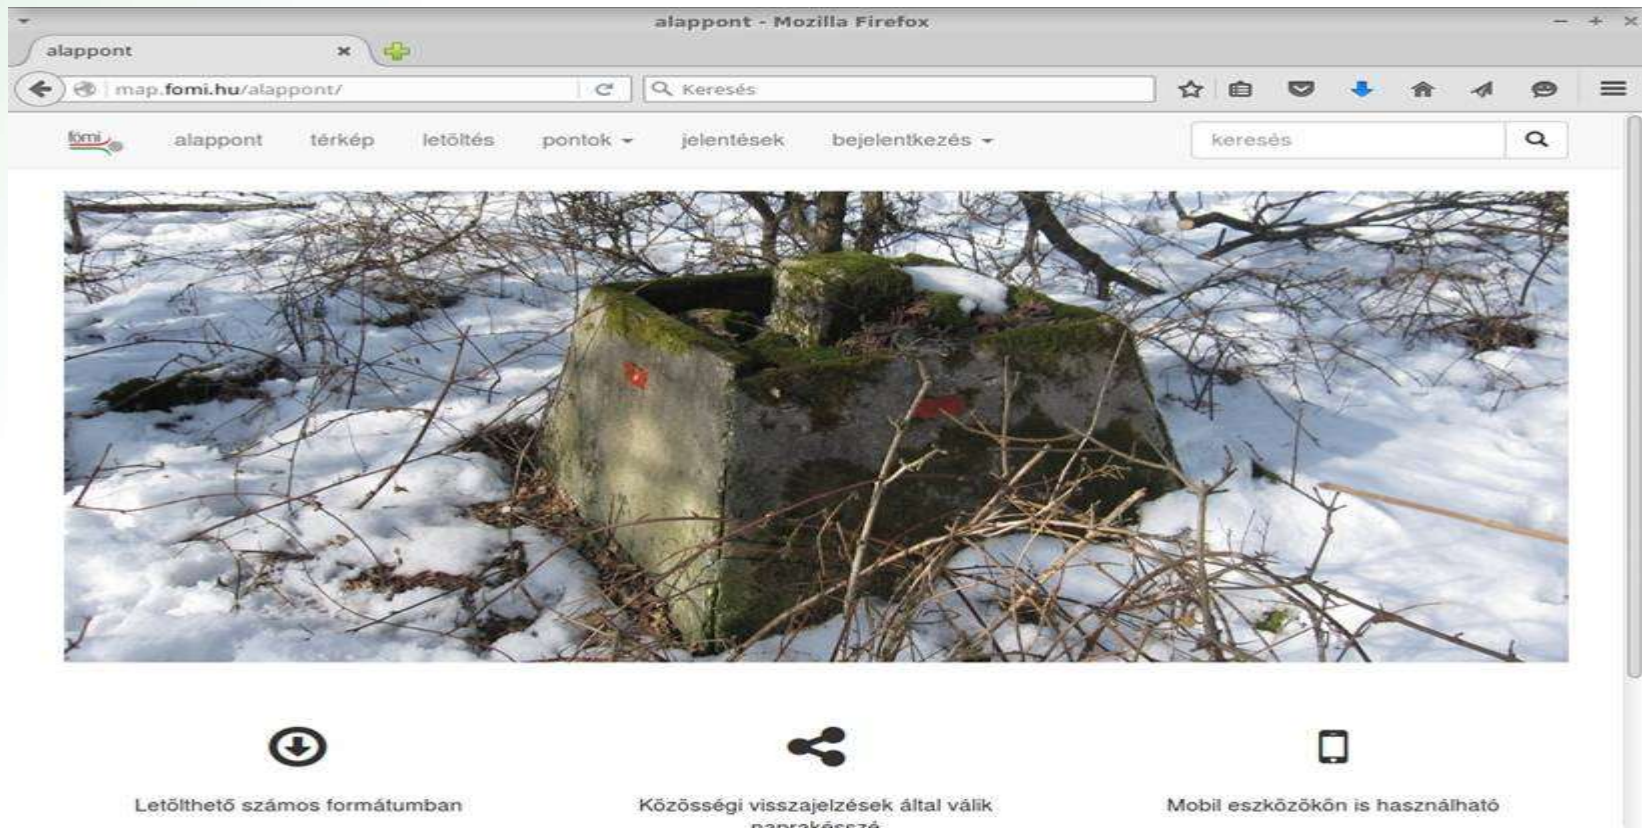 alappont - Mozilla Firefox
alappont
map.fomi.hu/alappont/
Keresés
fömi
alappont térkép letöltés pontok jelentések bejelentkezés keresés
Letölthető számos formátumban
Közösségi visszajelzések által válik
naprakésszé
Mobil eszközökön is használható